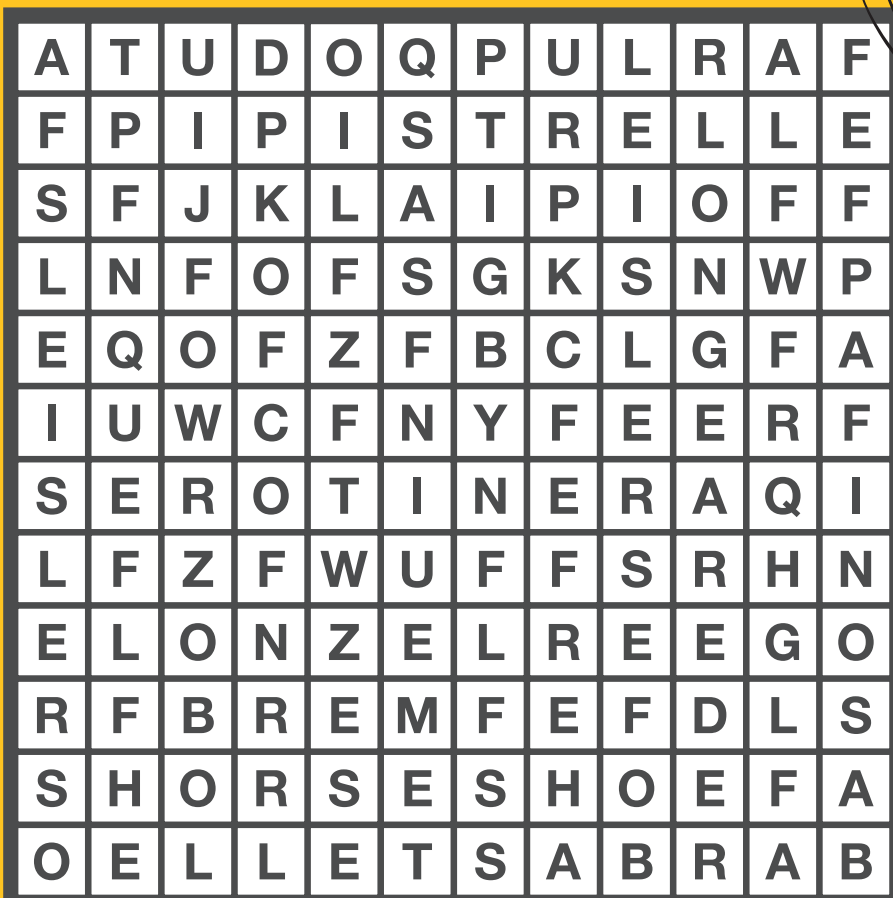 A T U D O Q P U L R A F
F P I P I S T R E L L E
S F J K L A I P I O F F
L N F O F S G K S N W P
E Q O F Z F B C L G F A
I U W C F N Y F E E R F
S E R O T I N E R A Q I
L F Z F W U F F S R H N
E L O N Z E L R E E G O
R F B R E M F E F D L S
S H O R S E S H O E F A
O E L L E T S A B R A B